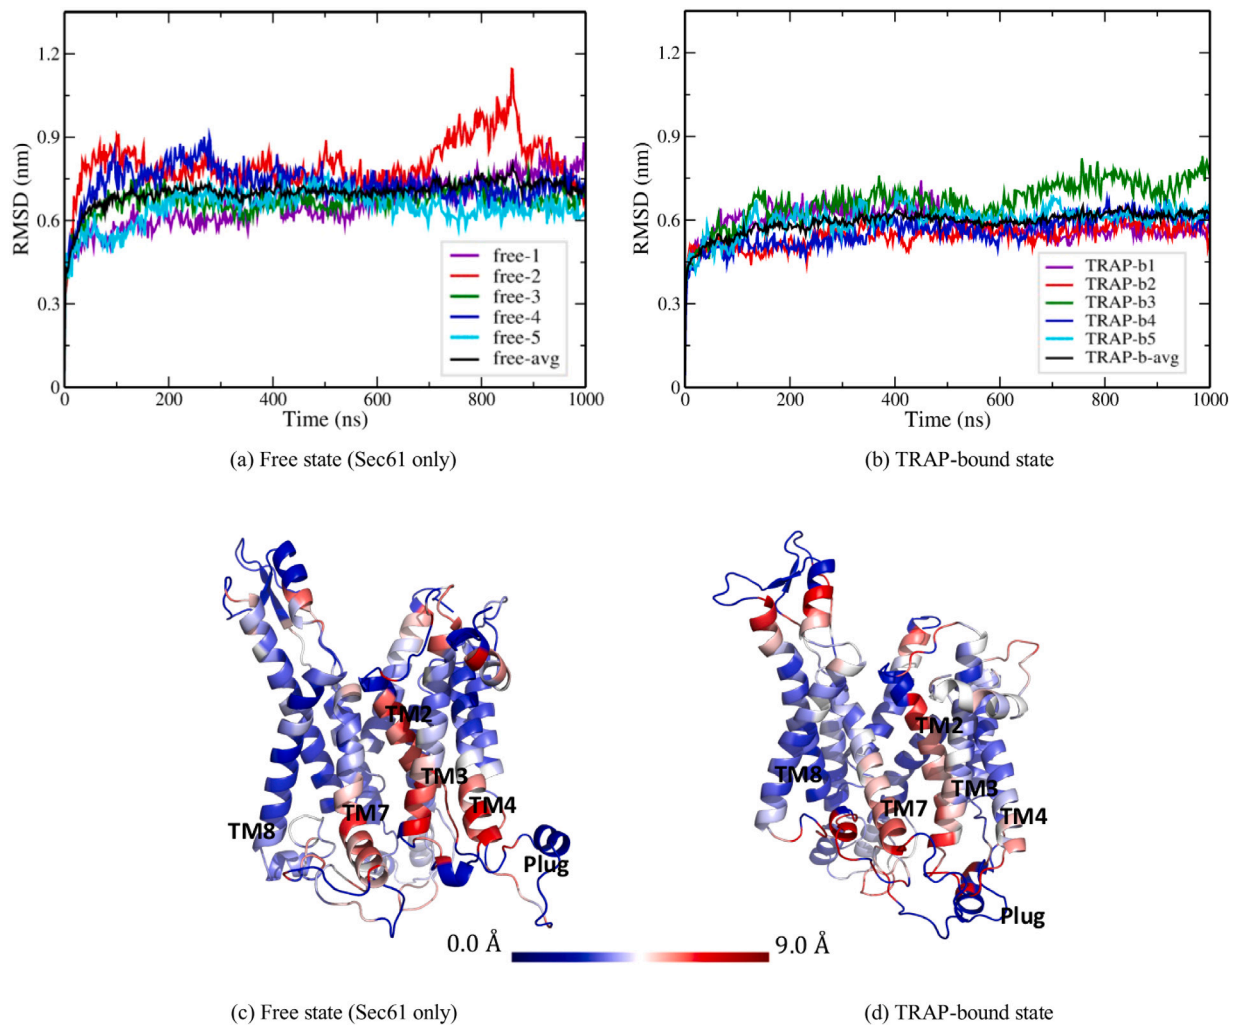 1.2
0.9
0.6
0.3
0
RMSD (nm)
0 200 400 600 800 1000
Time (ns)
free-1
free-2
free-3
free-4
free-5
free-avg
(a) Free state (Sec61 only)
1.2
0.9
0.6
0.3
0
RMSD (nm)
0 200 400 600 800 1000
Time (ns)
TRAP-b1
TRAP-b2
TRAP-b3
TRAP-b4
TRAP-b5
TRAP-b-avg
(b) TRAP-bound state
TM2
TM3
TM7
TM4
TM8
Plug
TM2
TM8
TM3
TM7
TM4
Plug
0.0 Å 9.0 Å
(c) Free state (Sec61 only)
(d) TRAP-bound state